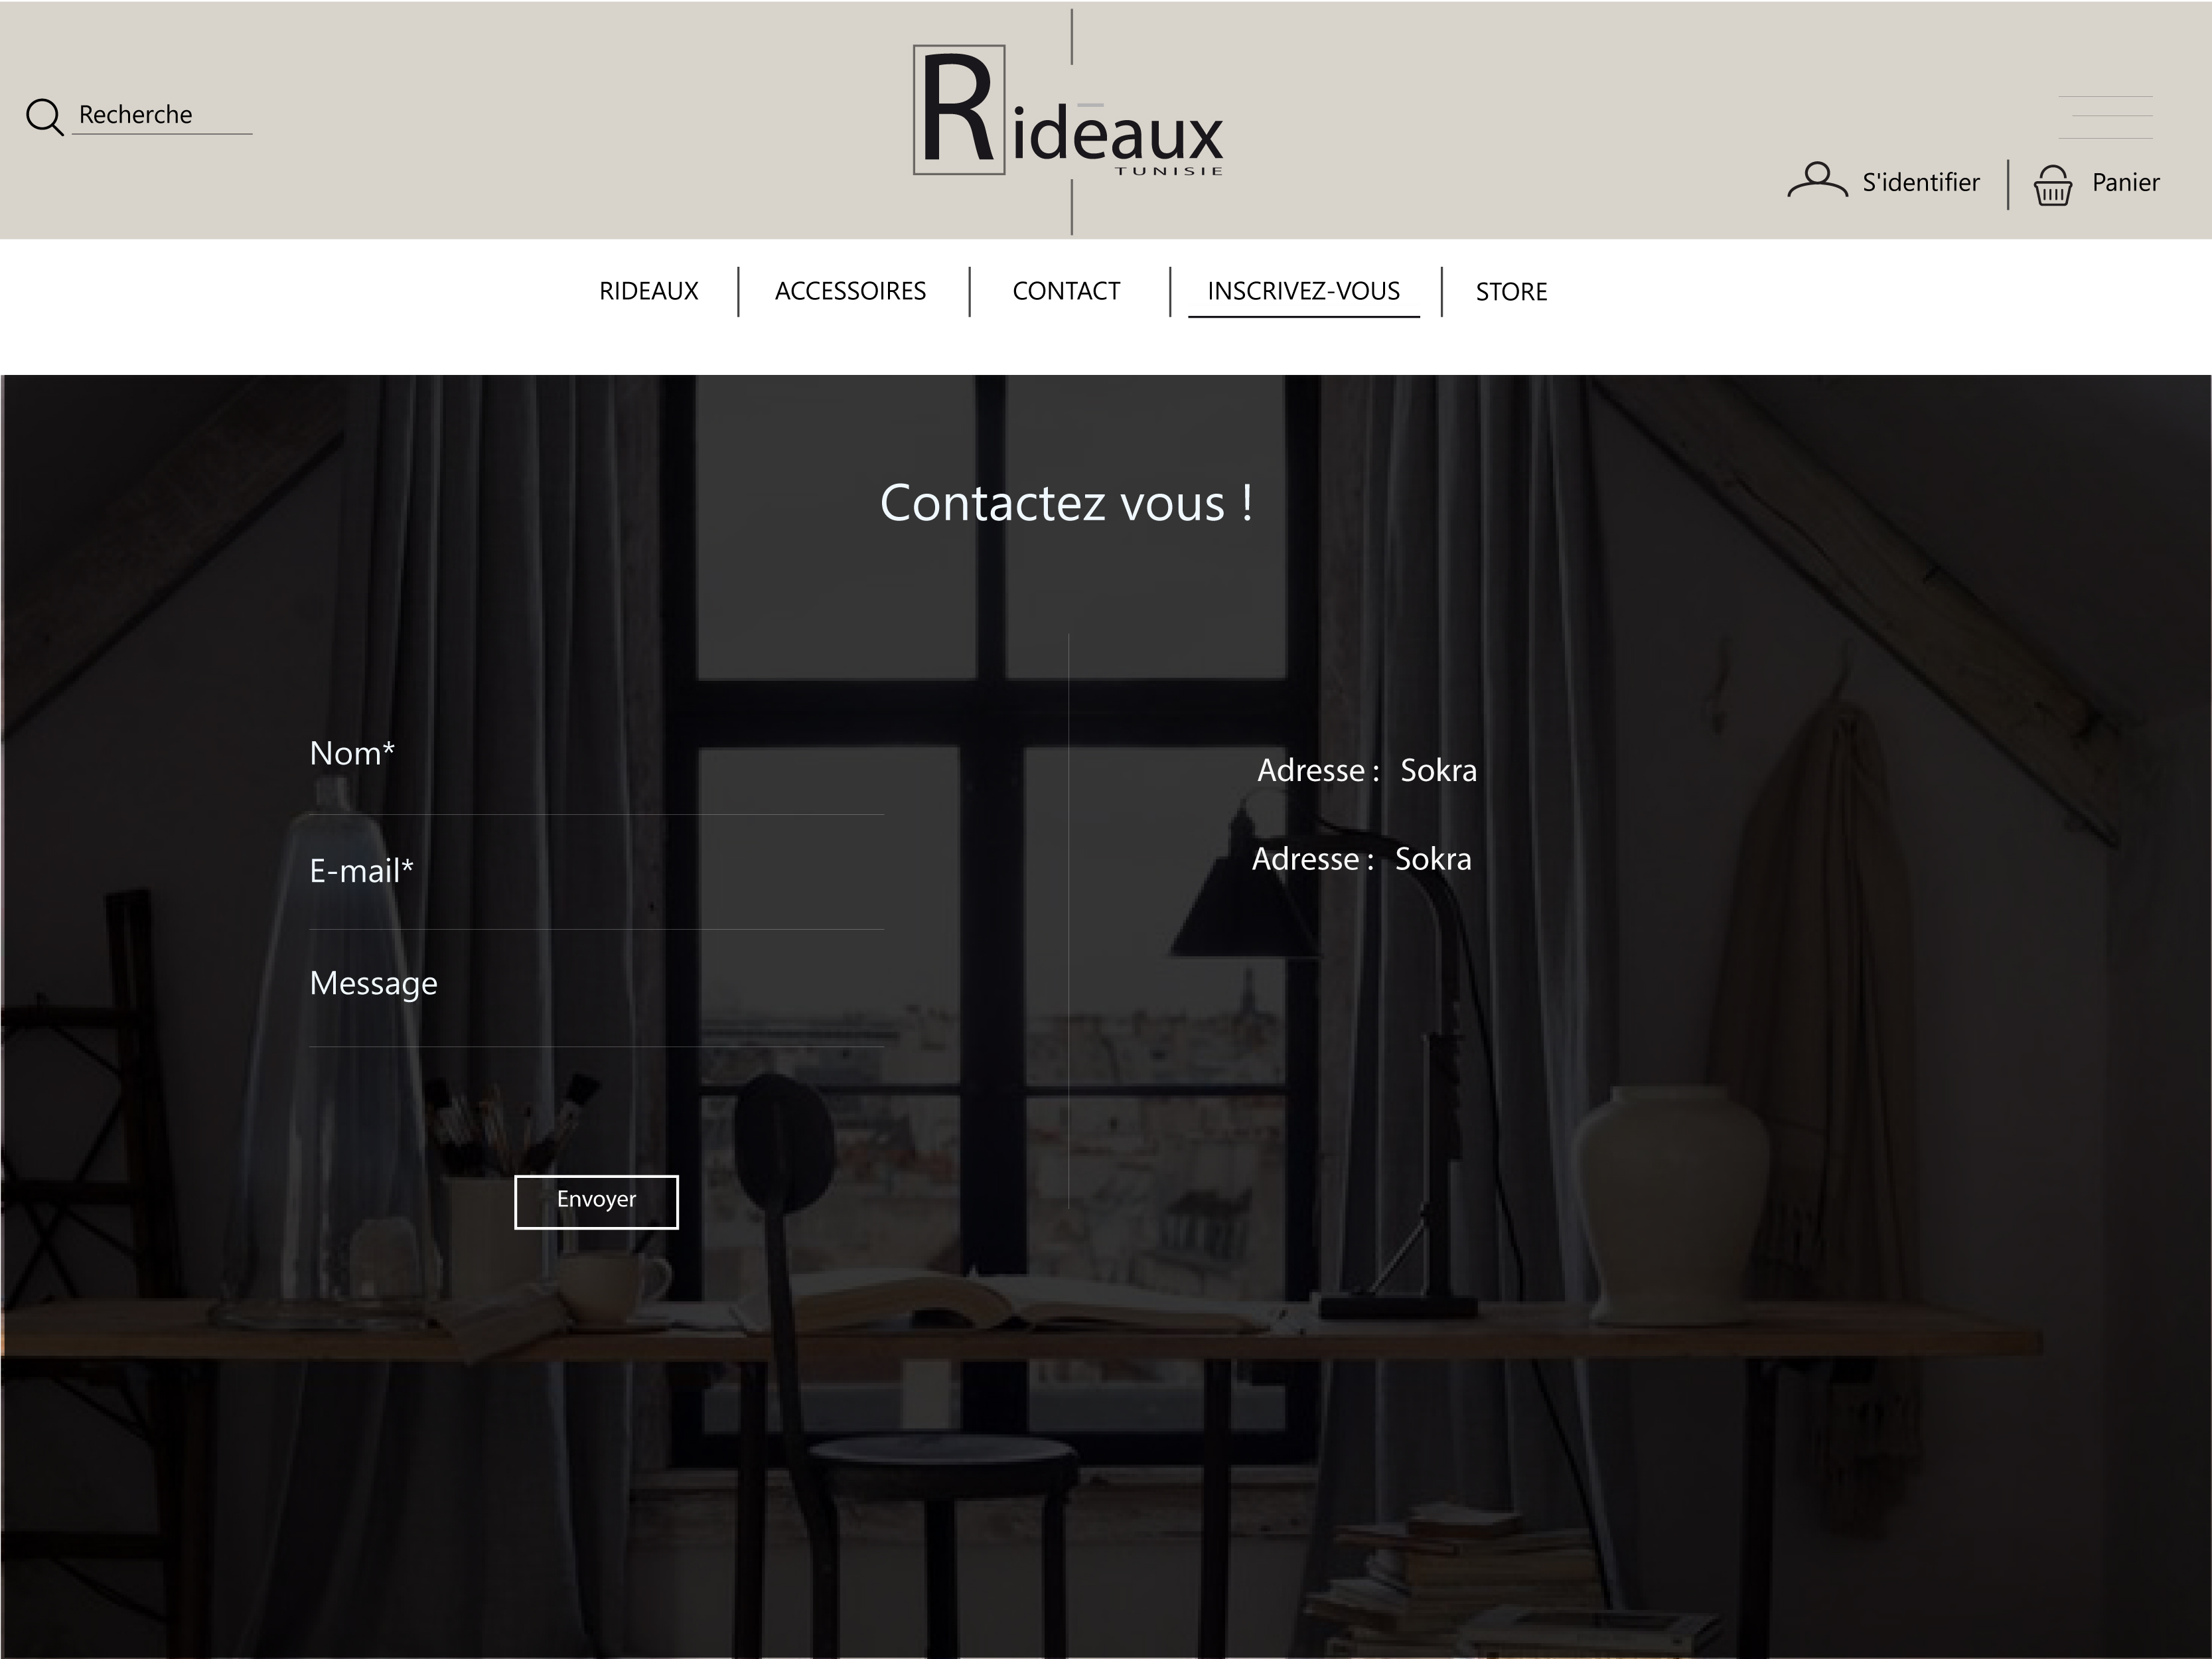 Recherche
Rideaux
TUNISIE
S'identifier
Panier
RIDEAUX
ACCESSOIRES
CONTACT
INSCRIVEZ-VOUS
STORE
Contactez vous !
Nom*
E-mail*
Message
Envoyer
Adresse : Sokra
Adresse : Sokra